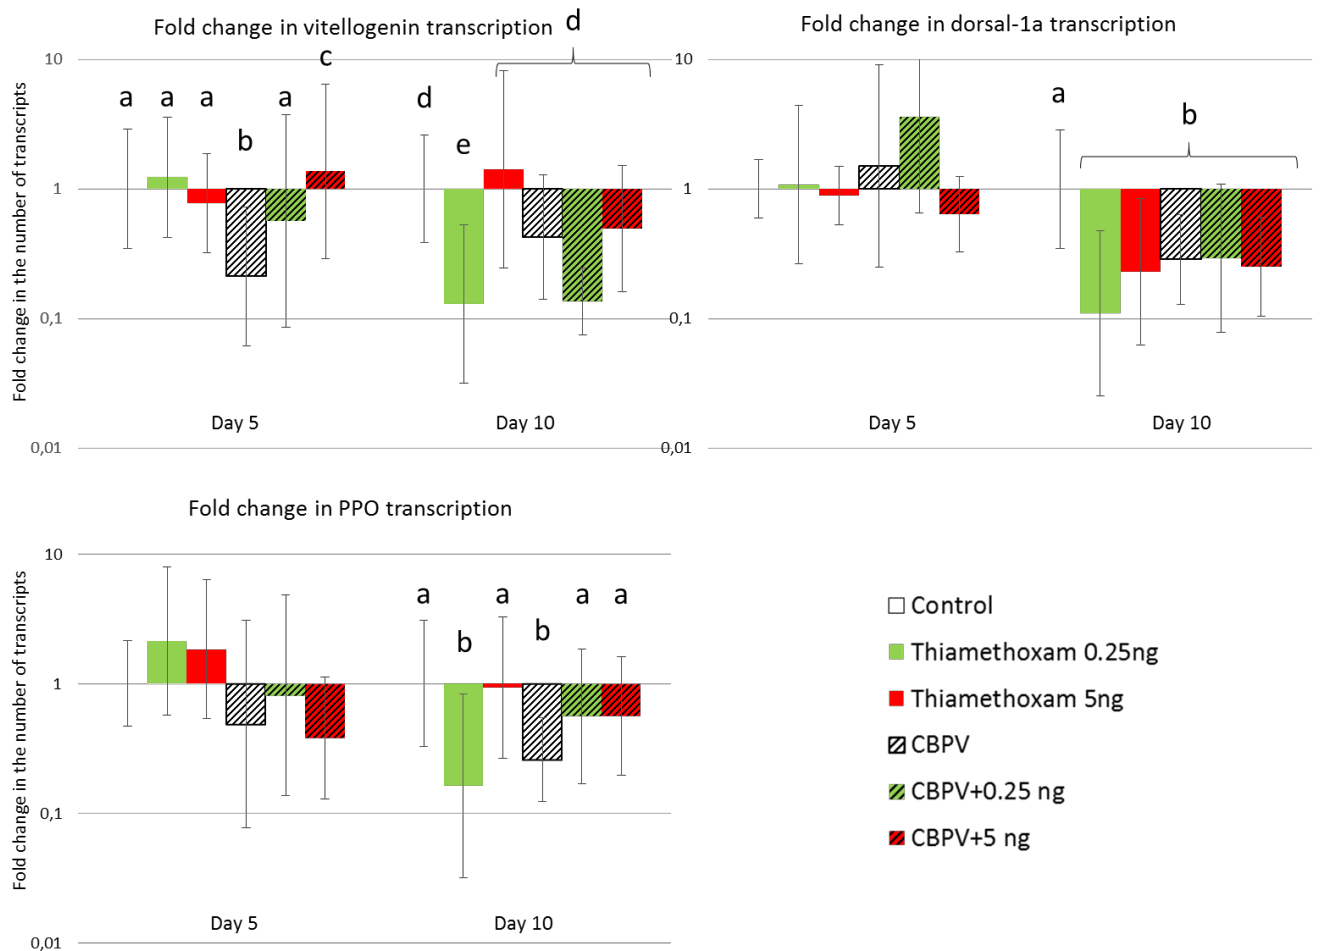 Fold change in vitellogenin transcription
d
Fold change in the number of transcripts
10
1
0,1
0,01
a a a b a c
d e
Day 5 Day 10
Fold change in dorsal-1a transcription
10
1
0,1
0,01
a b
Day 5 Day 10
Fold change in PPO transcription
Fold change in the number of transcripts
10
1
0,1
0,01
a b a b a a
Day 5 Day 10
Control
Thiamethoxam 0.25ng
Thiamethoxam 5ng
CBPV
CBPV+0.25 ng
CBPV+5 ng